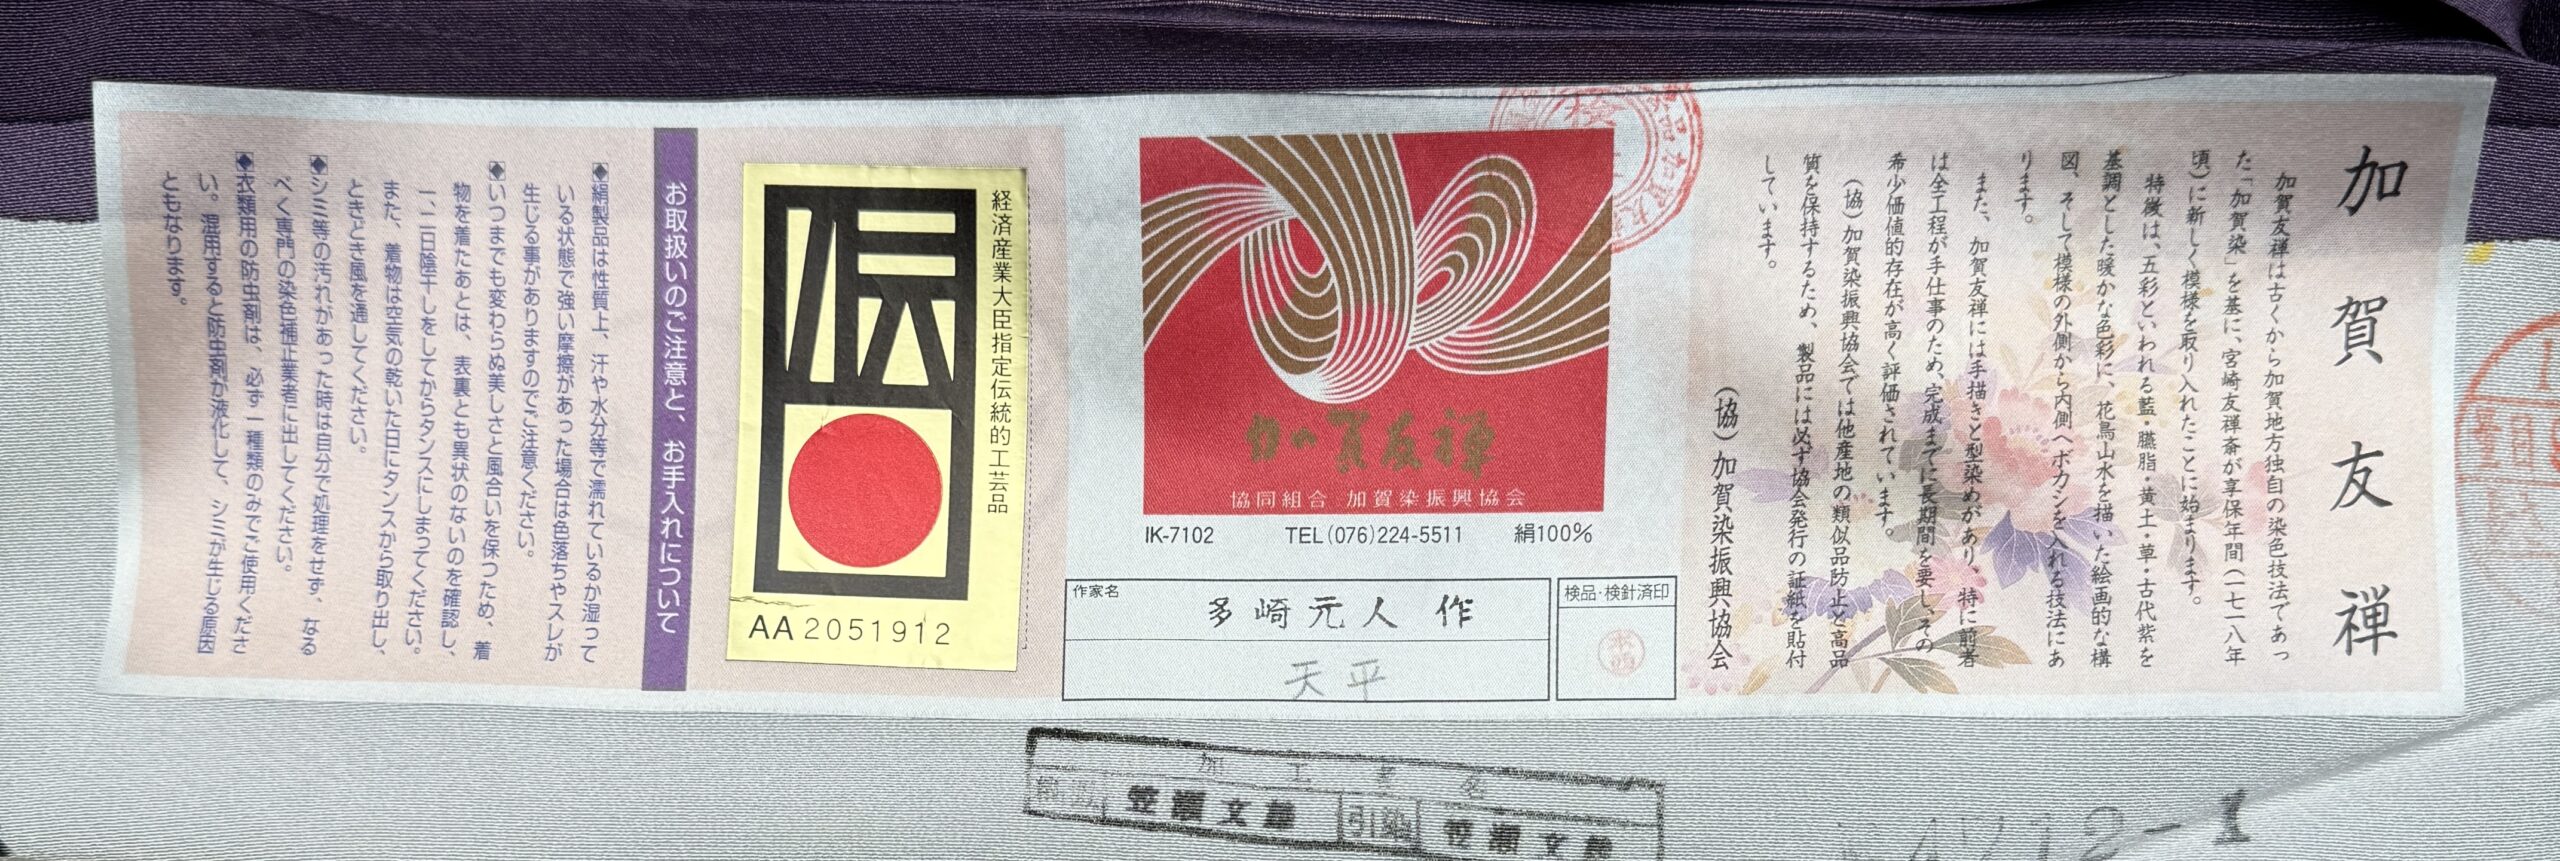 加賀友禅
加賀友禅は古くから加賀地方独自の染色技法であっ
た「加賀染」を基に、宮崎友禅斎が享保年間(一七一八年
頃)に新しく模様を取り入れたことに始まります。
特徴は、五彩といわれる藍・臙脂・黄土・草・古代紫を
基調とした暖かな色彩に、花鳥山水を描いた絵画的な構
図、そして模様の外側から内側へボカシを入れる技法にあ
ります。
また、加賀友禅には手描きと型染めがあり、特に前者
は全工程が手仕事のため、完成までに長期間を要し、その
希少価値的存在が高く評価されています。
(協)加賀染振興協会では他産地の類似品防止と高品
質を保持するため、製品には必ず協会発行の証紙を貼付
しています。
(協)加賀染振興協会
検
加賀友禅
協同組合 加賀染振興協会
IK-7102 TEL(076)224-5511 絹100%
作家名
多崎元人 作
天平
検品・検針済印
経済産業大臣指定伝統的工芸品
伝
AA2051912
お取扱いのご注意と、お手入れについて
◆絹製品は性質上、汗や水分等で濡れているか湿って
いる状態で強い摩擦があった場合は色落ちやスレが
生じる事がありますのでご注意ください。
◆いつまでも変わらぬ美しさと風合いを保つため、着
物を着たあとは、表裏とも異状のないのを確認し、
一、二日陰干しをしてからタンスにしまってください。
また、着物は空気の乾いた日にタンスから取り出し、
ときどき風を通してください。
◆シミ等の汚れがあった時は自分で処理をせず、なる
べく専門の染色補正業者に出してください。
◆衣類用の防虫剤は、必ず一種類のみでご使用くださ
い。混用すると防虫剤が液化して、シミが生じる原因
ともなります。
加工者名